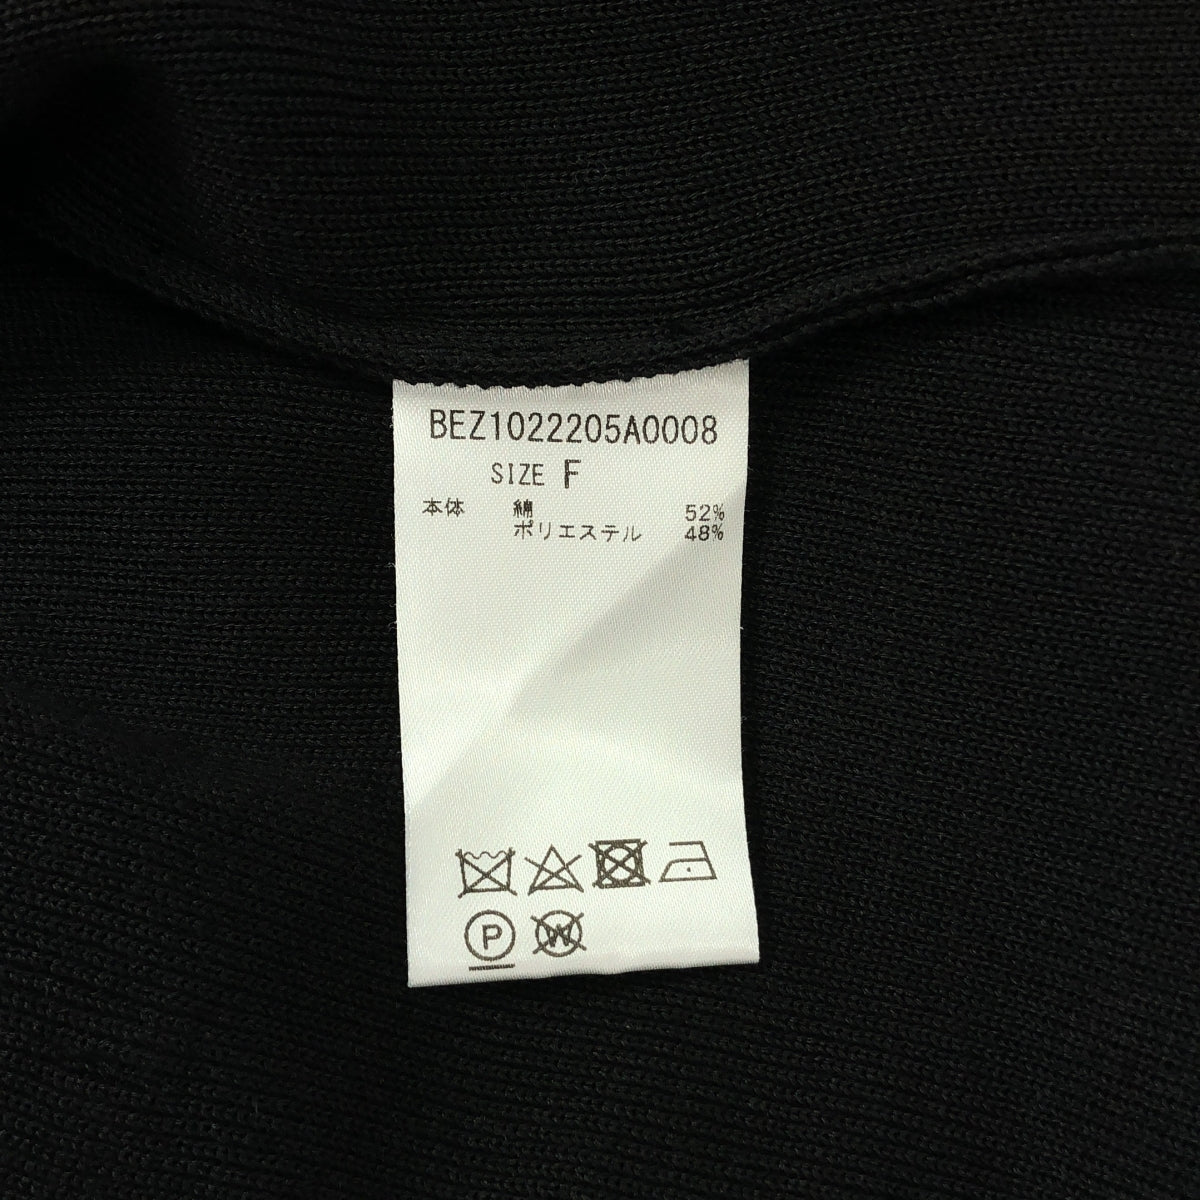 BEZ1022205A0008
SIZE F
本体 綿 52%
ポリエステル 48%
P W